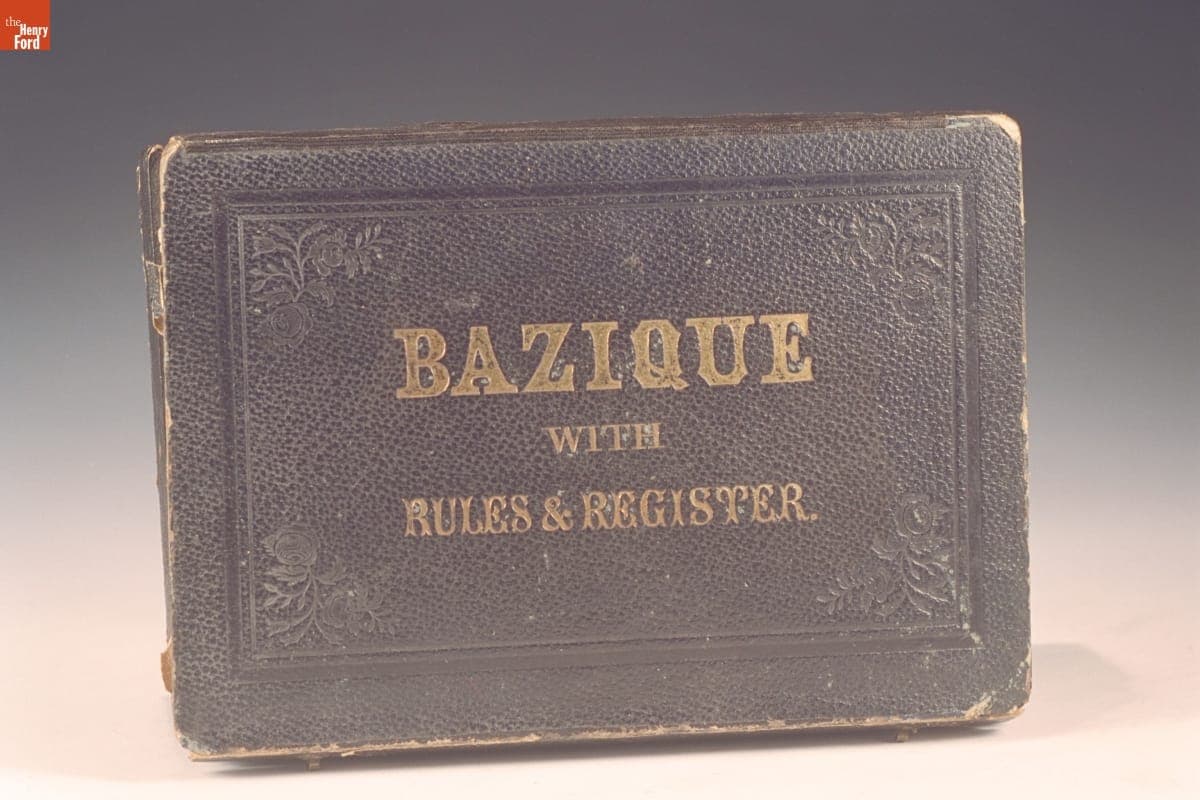 the
Henry
Ford
BAZIQUE
WITH
RULES & REGISTER.